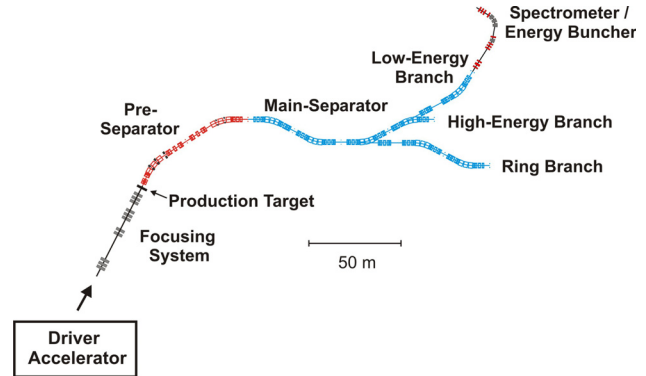 Spectrometer /
Energy Buncher
Low-Energy
Branch
Pre-
Separator
Main-Separator
High-Energy Branch
Ring Branch
Production Target
Focusing
System
50 m
Driver
Accelerator